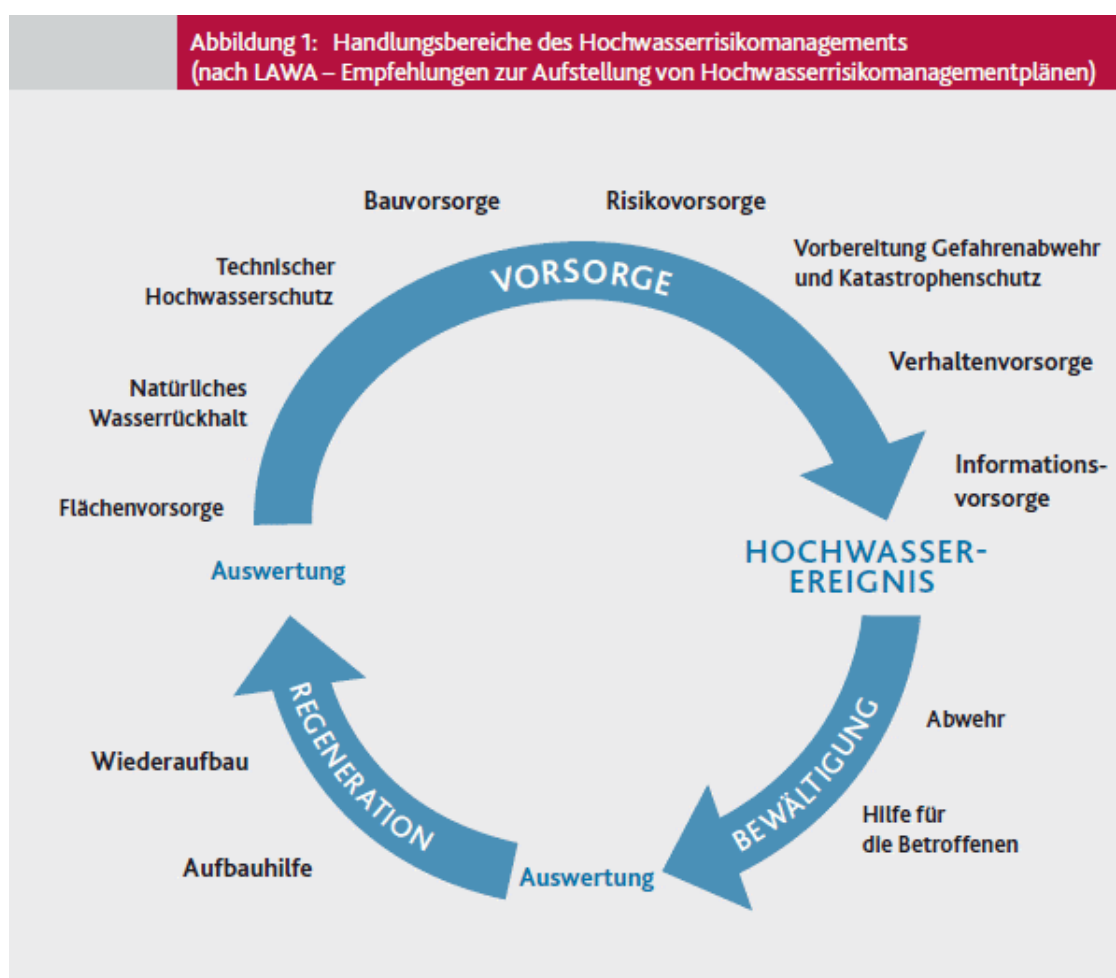 Abbildung 1: Handlungsbereiche des Hochwasserrisikomanagements
(nach LAWA – Empfehlungen zur Aufstellung von Hochwasserrisikomanagementplänen)
Bauvorsorge
Risikovorsorge
Technischer
Hochwasserschutz
VORSORGE
Vorbereitung Gefahrenabwehr
und Katastrophenschutz
Natürliches
Wasserrückhalt
Verhaltenvorsorge
Flächenvorsorge
Informations-
vorsorge
Auswertung
HOCHWASSER-
EREIGNIS
REGENERATION
BEWÄLTIGUNG
Abwehr
Wiederaufbau
Hilfe für
die Betroffenen
Aufbauhilfe
Auswertung